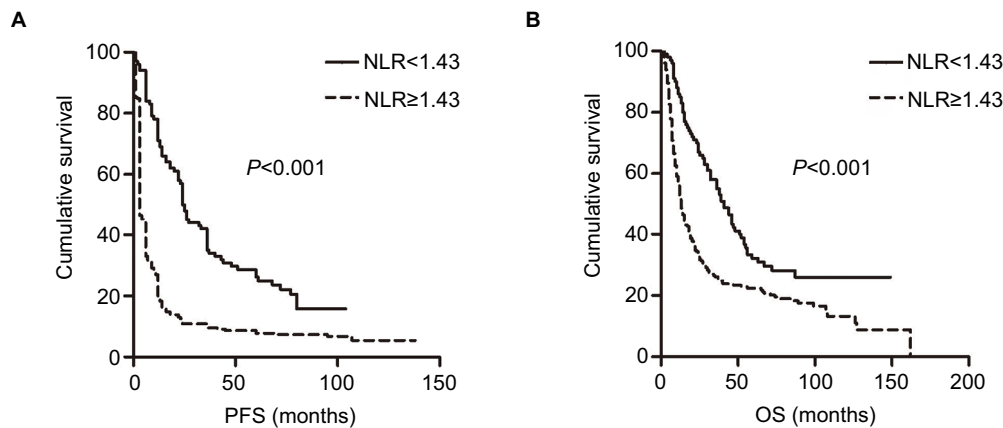 A
Cumulative survival
100
80
60
40
20
0
0 50 100 150
PFS (months)
NLR<1.43
NLR≥1.43
P<0.001
B
Cumulative survival
100
80
60
40
20
0
0 50 100 150 200
OS (months)
NLR<1.43
NLR≥1.43
P<0.001